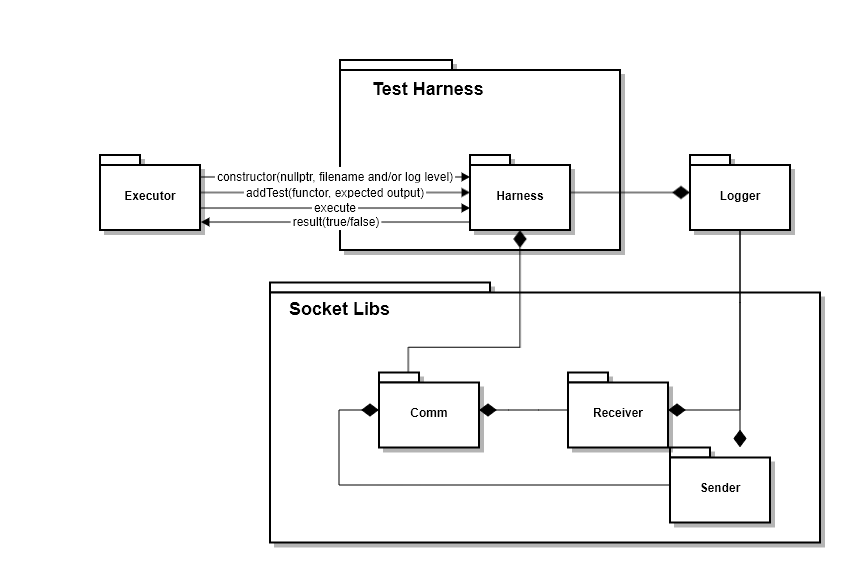 Test Harness
constructor(nullptr, filename and/or log level)
addTest(functor, expected output)
execute
result(true/false)
Executor
Harness
Logger
Socket Libs
Comm
Receiver
Sender